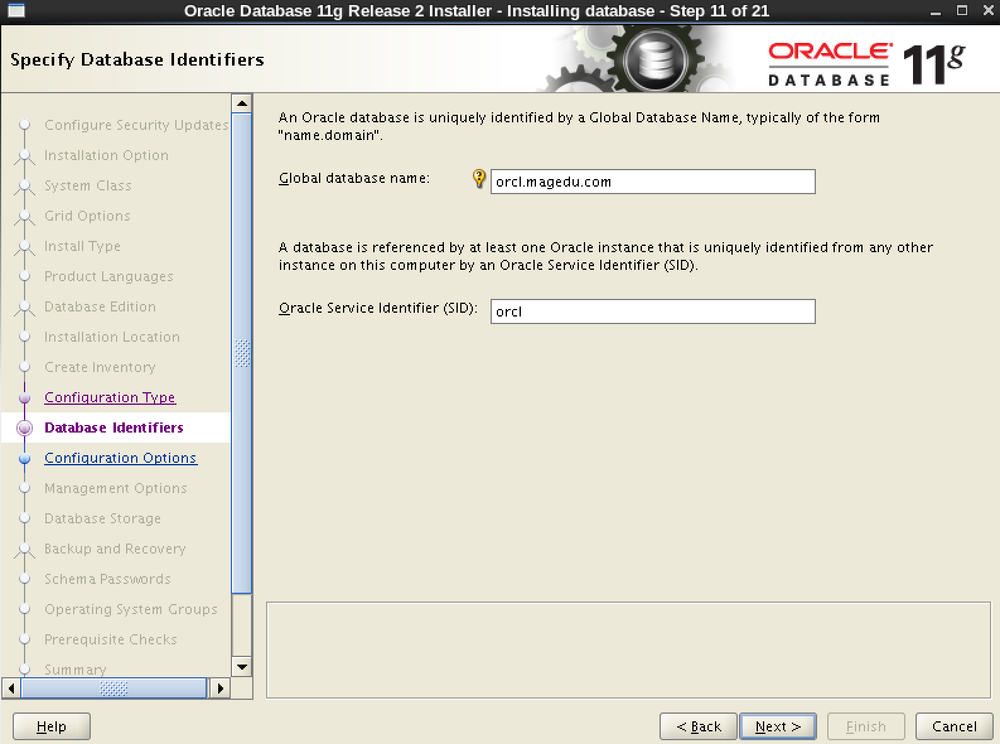 Oracle Database 11g Release 2 Installer - Installing database - Step 11 of 21
Specify Database Identifiers
ORACLE
DATABASE
11g
Configure Security Updates
Installation Option
System Class
Grid Options
Install Type
Product Languages
Database Edition
Installation Location
Create Inventory
Configuration Type
Database Identifiers
Configuration Options
Management Options
Database Storage
Backup and Recovery
Schema Passwords
Operating System Groups
Prerequisite Checks
Summary
An Oracle database is uniquely identified by a Global Database Name, typically of the form
"name.domain".
Global database name:
orcl.magedu.com
A database is referenced by at least one Oracle instance that is uniquely identified from any other
instance on this computer by an Oracle Service Identifier (SID).
Oracle Service Identifier (SID):
orcl
Help
< Back
Next >
Finish
Cancel